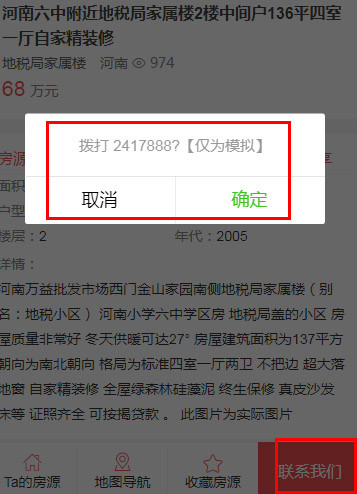 河南六中附近地税局家属楼2楼中间户136平四室
一厅自家精装修
地税局家属楼 河南 974
68 万元
拨打 2417888?【仅为模拟】
取消 确定
房源 享
面积
户型
楼层：2 年代：2005
详情：
河南万益批发市场西门金山家园南侧地税局家属楼（别
名：地税小区） 河南小学六中学区房 地税局盖的小区 房
屋质量非常好 冬天供暖可达27° 房屋建筑面积为137平方
朝向为南北朝向 格局为标准四室一厅两卫 不把边 超大落
地窗 自家精装修 全屋绿森林硅藻泥 终生保修 真皮沙发
床等 证照齐全 可按揭贷款 。 此图片为实际图片
Ta的房源 地图导航 收藏房源 联系我们